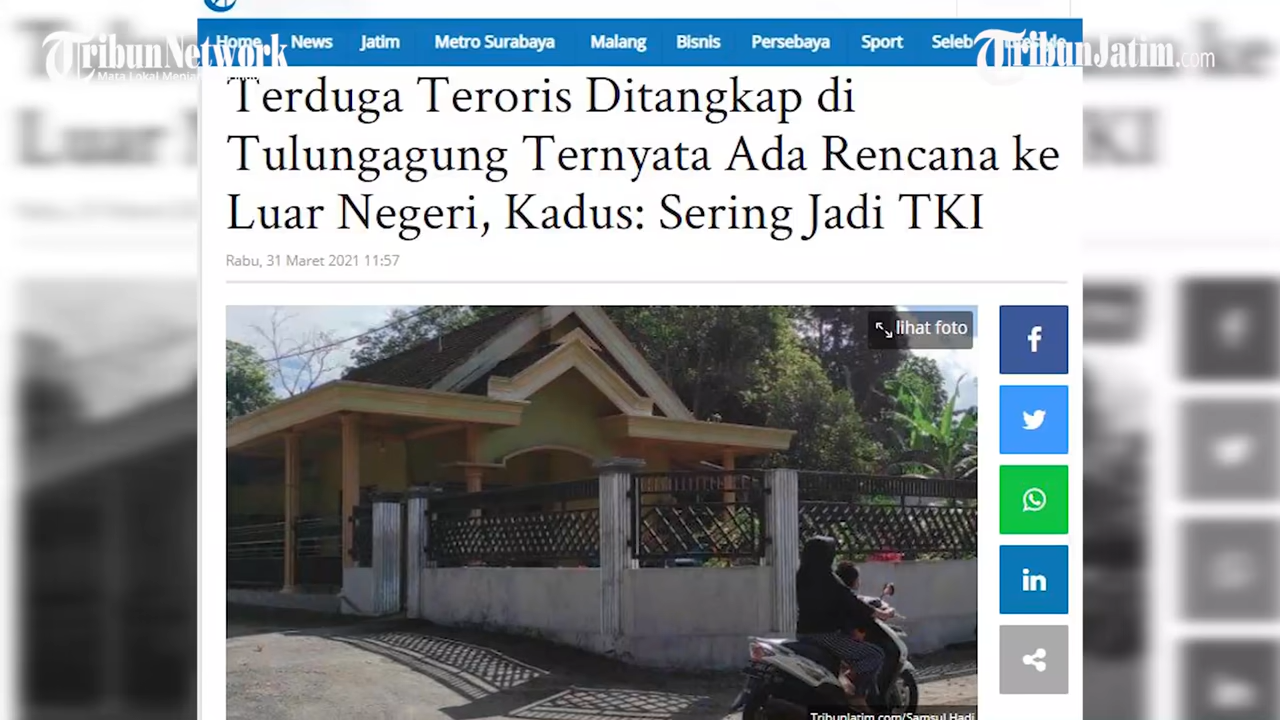 TribunNetwork
TribunJatim.com
Home News Jatim Metro Surabaya Malang Bisnis Persebaya Sport Seleb
Terduga Teroris Ditangkap di
Tulungagung Ternyata Ada Rencana ke
Luar Negeri, Kadus: Sering Jadi TKI
Rabu, 31 Maret 2021 11:57
lihat foto
f
in
Tribunjatim.com/Samsul Hadi